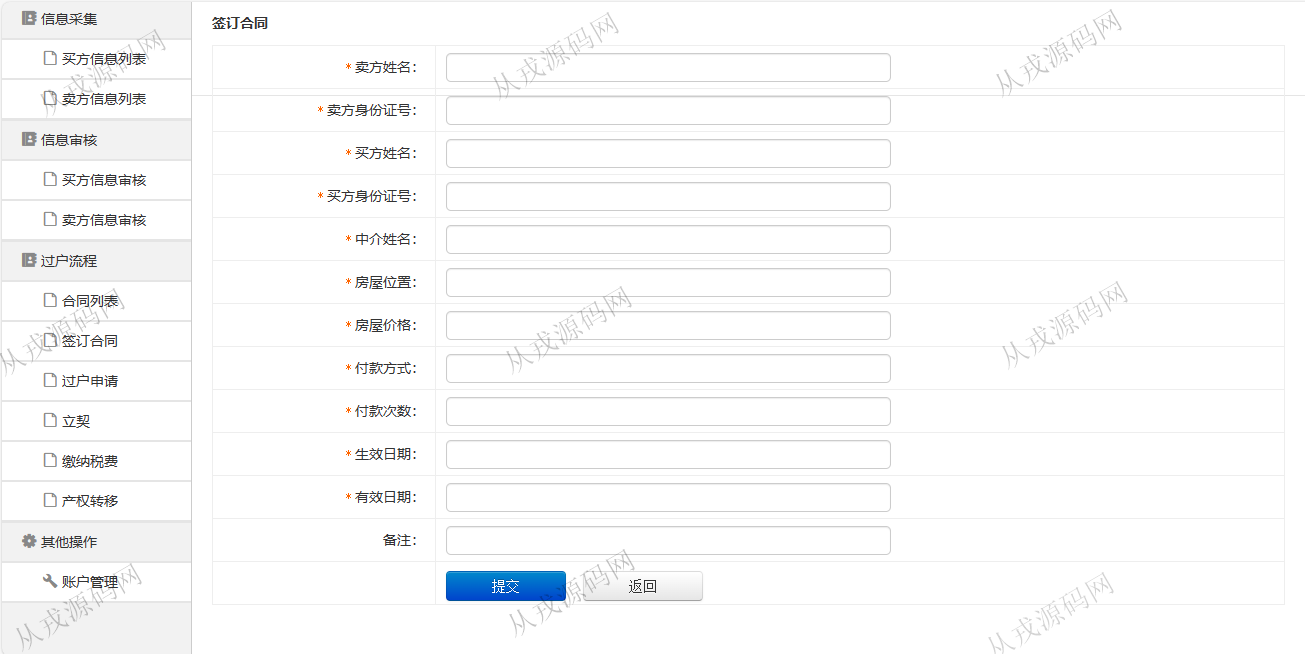 信息采集
买方信息列表
卖方信息列表
信息审核
买方信息审核
卖方信息审核
过户流程
合同列表
签订合同
过户申请
立契
缴纳税费
产权转移
其他操作
账户管理
签订合同
*卖方姓名：
*卖方身份证号：
*买方姓名：
*买方身份证号：
*中介姓名：
*房屋位置：
*房屋价格：
*付款方式：
*付款次数：
*生效日期：
*有效日期：
备注：
提交 返回
从戎源码网
从戎源码网
从戎源码网
从戎源码网
从戎源码网
从戎源码网
从戎源码网
从戎源码网
从戎源码网